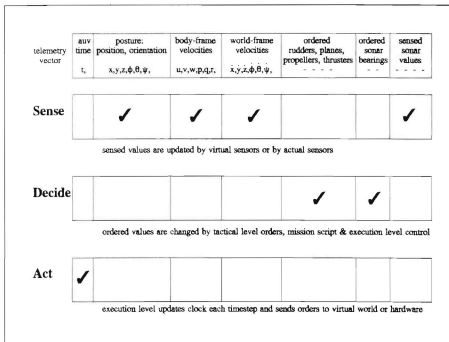 telemetry vector
auv time
t,
posture: position, orientation
x,y,z,ϕ,θ,ψ,
body-frame velocities
u,v,w,p,q,r,
world-frame velocities
ẋ,ẏ,ż,ϕ̇,θ̇,ψ̇,
ordered rudders, planes, propellers, thrusters
- - - -
ordered sonar bearings
- -
sensed sonar values
- - - -
Sense
✓ ✓ ✓ ✓
sensed values are updated by virtual sensors or by actual sensors
Decide
✓ ✓
ordered values are changed by tactical level orders, mission script & execution level control
Act
✓
execution level updates clock each timestep and sends orders to virtual world or hardware